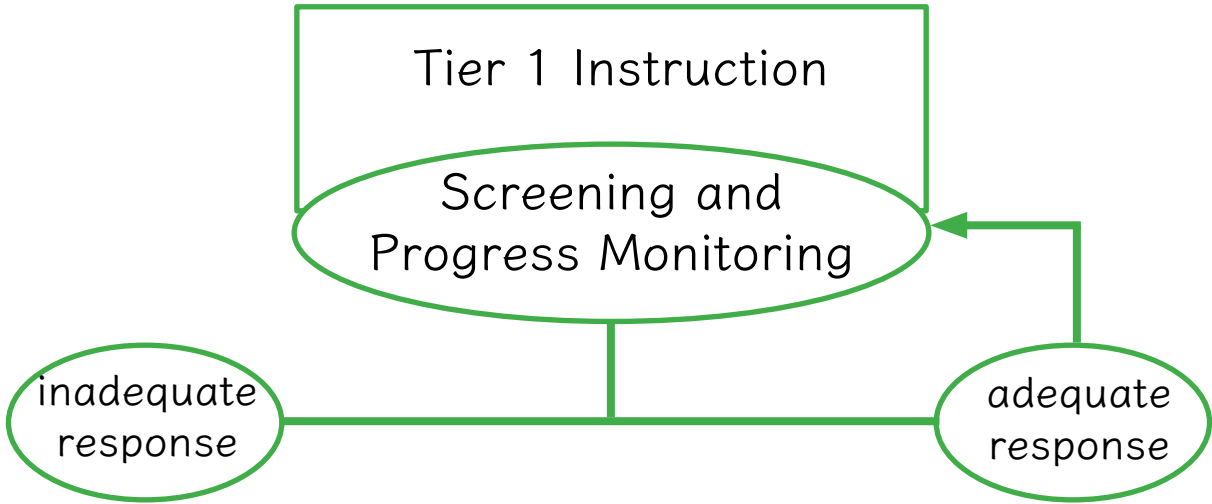 Tier 1 Instruction
Screening and
Progress Monitoring
inadequate
response
adequate
response